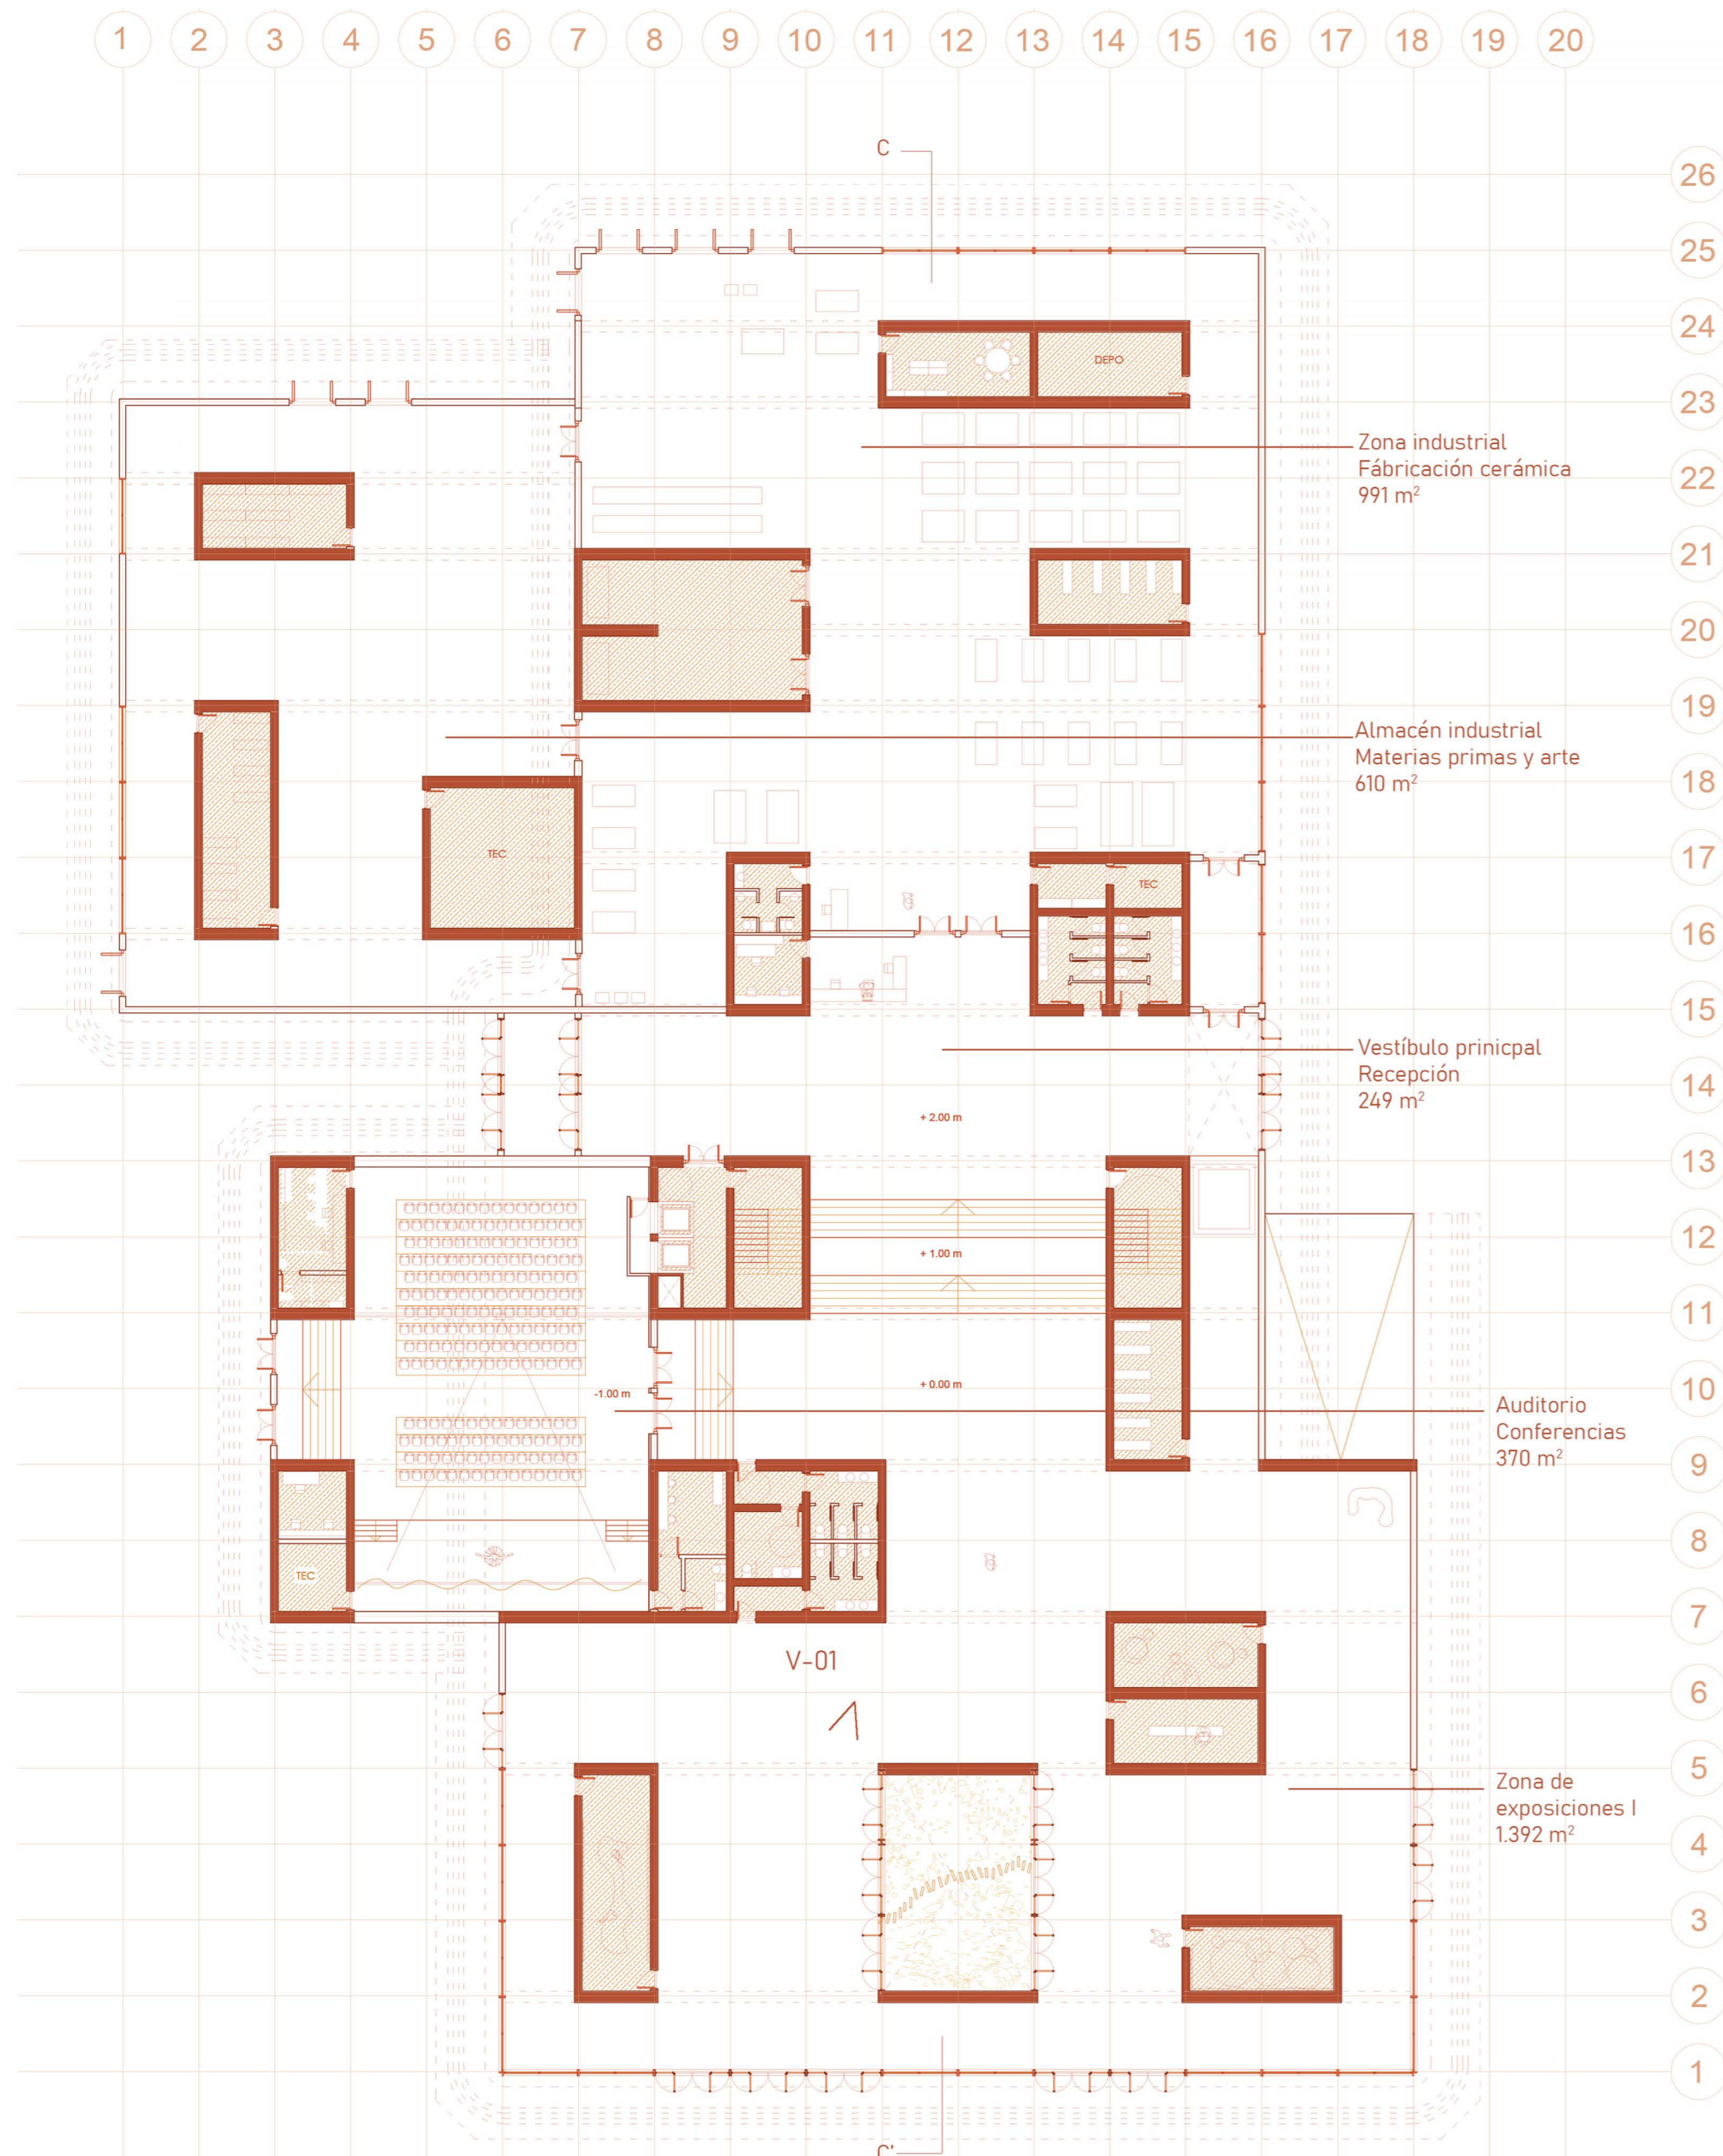 1 2 3 4 5 6 7 8 9 10 11 12 13 14 15 16 17 18 19 20
C
26
25
24
DEPO
23
Zona industrial
Fábricación cerámica
991 m²
22
21
20
19
Almacén industrial
Materias primas y arte
610 m²
18
TEC
17
TEC
16
15
Vestíbulo prinicpal
Recepción
249 m²
14
+ 2.00 m
13
12
+ 1.00 m
11
+ 0.00 m
-1.00 m
10
Auditorio
Conferencias
370 m²
9
8
TEC
7
V-01
6
5
Zona de
exposiciones I
1.392 m²
4
3
2
1
C'